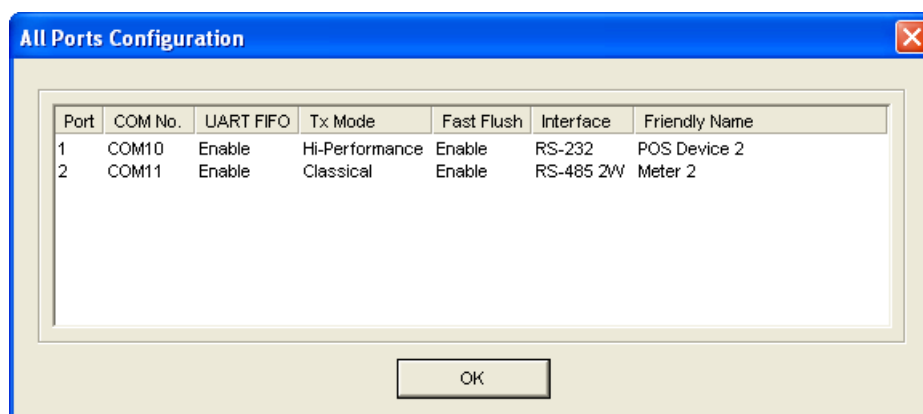 All Ports Configuration
Port COM No. UART FIFO Tx Mode Fast Flush Interface Friendly Name
1 COM10 Enable Hi-Performance Enable RS-232 POS Device 2
2 COM11 Enable Classical Enable RS-485 2W Meter 2
OK